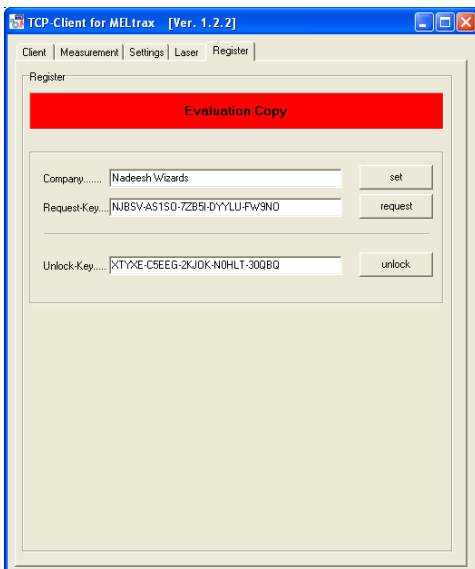 TCP-Client for MELtrax [Ver. 1.2.2]
Client Measurement Settings Laser Register
Register
Evaluation Copy
Company....... Nadeesh Wizards set
Request-Key.... NJBSV-AS1SO-7ZB5I-DYYLU-FW9NO request
Unlock-Key..... XTYXE-C5EEG-2KJOK-N0HLT-30QBQ unlock